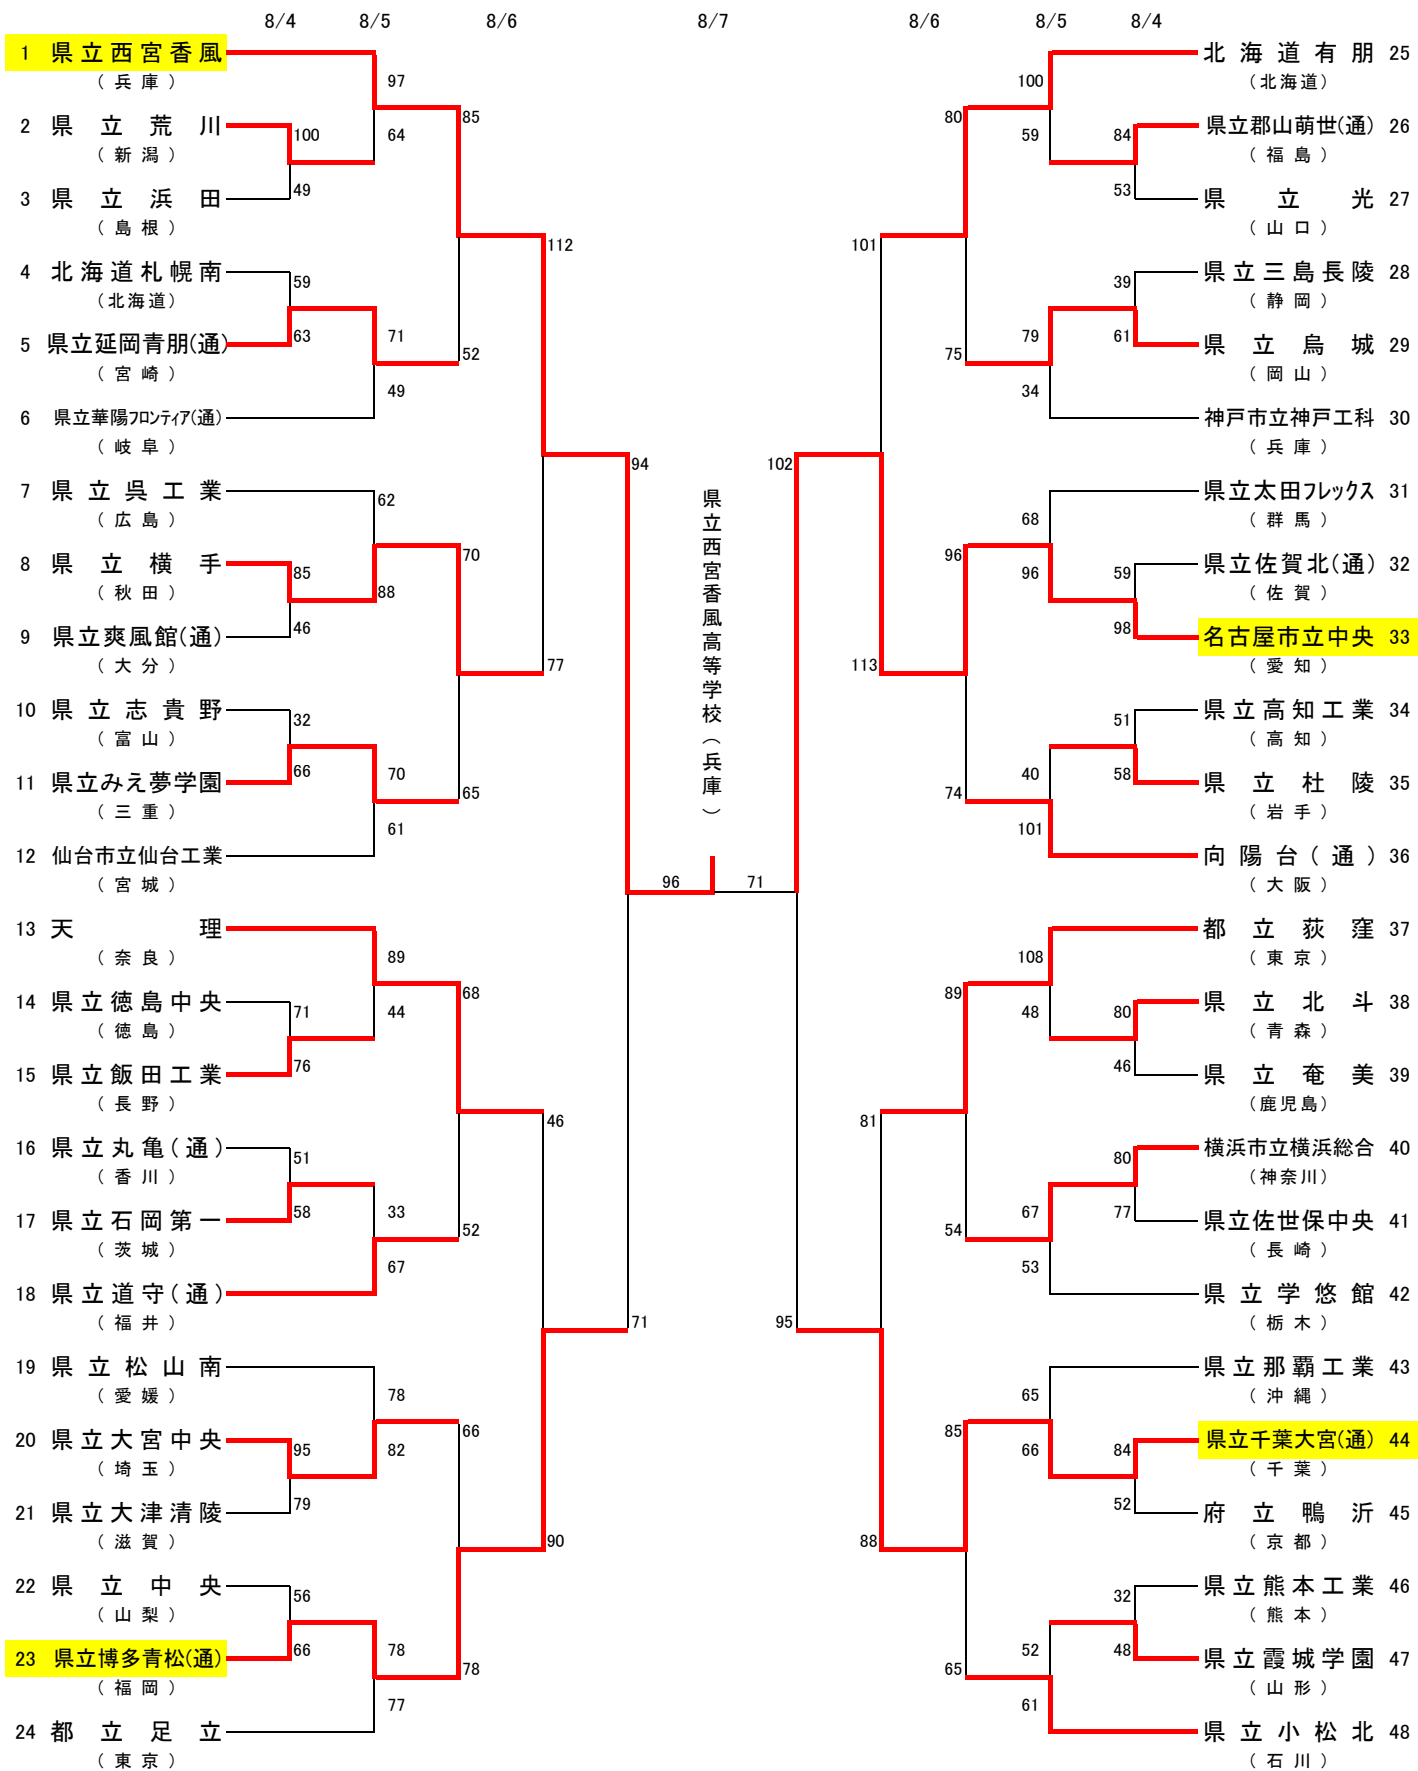 8/4 8/5 8/6 8/7 8/6 8/5 8/4
1 県立西宮香風
（兵庫）
2 県立荒川
（新潟）
3 県立浜田
（島根）
4 北海道札幌南
（北海道）
5 県立延岡青朋(通)
（宮崎）
6 県立華陽フロンティア(通)
（岐阜）
7 県立呉工業
（広島）
8 県立横手
（秋田）
9 県立爽風館(通)
（大分）
10 県立志貴野
（富山）
11 県立みえ夢学園
（三重）
12 仙台市立仙台工業
（宮城）
13 天理
（奈良）
14 県立徳島中央
（徳島）
15 県立飯田工業
（長野）
16 県立丸亀(通)
（香川）
17 県立石岡第一
（茨城）
18 県立道守(通)
（福井）
19 県立松山南
（愛媛）
20 県立大宮中央
（埼玉）
21 県立大津清陵
（滋賀）
22 県立中央
（山梨）
23 県立博多青松(通)
（福岡）
24 都立足立
（東京）
100
49
59
63
85
46
32
66
71
76
51
58
95
79
56
66
97
64
71
49
62
88
70
61
89
44
33
67
78
82
78
77
85
52
70
65
68
52
66
78
112
77
46
90
94
71
96
県立西宮香風高等学校（兵庫）
71
102
95
101
113
81
88
80
75
96
74
89
54
85
65
100
59
79
34
68
96
40
101
108
48
67
53
65
66
52
61
84
53
39
61
59
98
51
58
80
46
80
77
84
52
32
48
北海道有朋 25
（北海道）
県立郡山萌世(通) 26
（福島）
県立光 27
（山口）
県立三島長陵 28
（静岡）
県立烏城 29
（岡山）
神戸市立神戸工科 30
（兵庫）
県立太田フレックス 31
（群馬）
県立佐賀北(通) 32
（佐賀）
名古屋市立中央 33
（愛知）
県立高知工業 34
（高知）
県立杜陵 35
（岩手）
向陽台(通) 36
（大阪）
都立荻窪 37
（東京）
県立北斗 38
（青森）
県立奄美 39
（鹿児島）
横浜市立横浜総合 40
（神奈川）
県立佐世保中央 41
（長崎）
県立学悠館 42
（栃木）
県立那覇工業 43
（沖縄）
県立千葉大宮(通) 44
（千葉）
府立鴨沂 45
（京都）
県立熊本工業 46
（熊本）
県立霞城学園 47
（山形）
県立小松北 48
（石川）